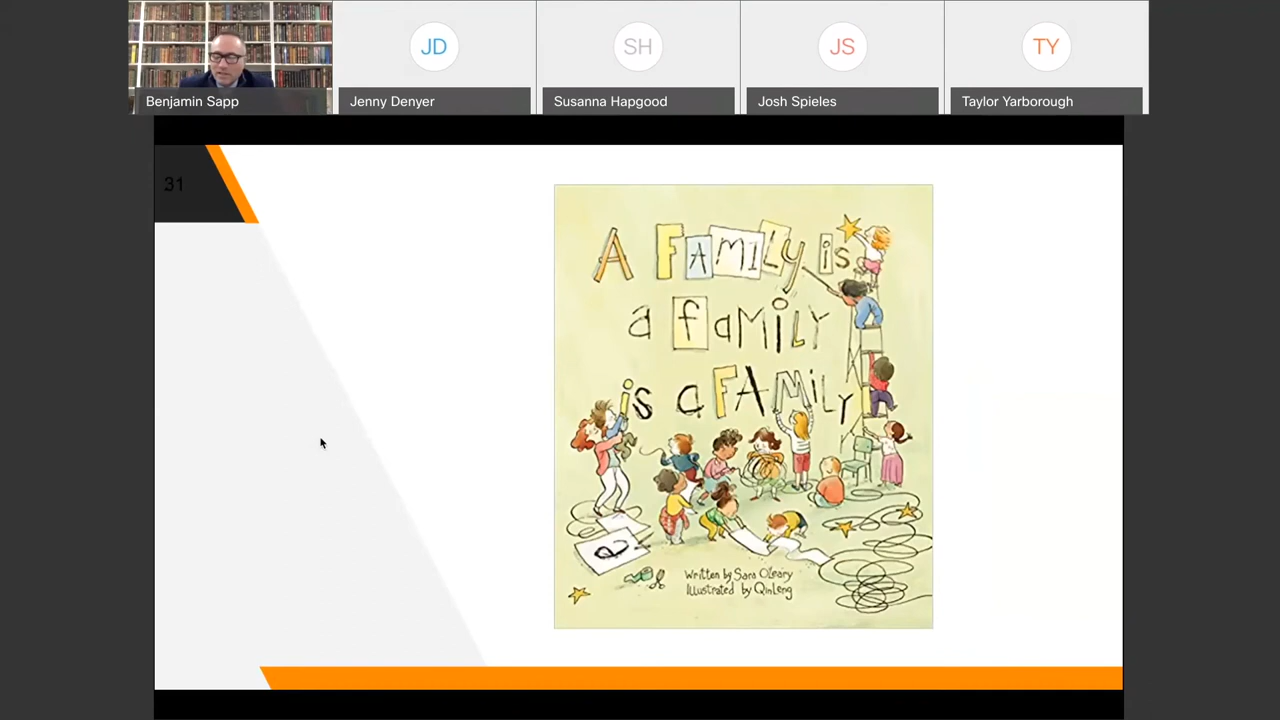 JD
SH
JS
TY
Benjamin Sapp
Jenny Denyer
Susanna Hapgood
Josh Spieles
Taylor Yarborough
31
A FAMiLy is
a faMiLY
is a FAMiLY
a
Written by Sara O'Leary
Illustrated by Qin Leng